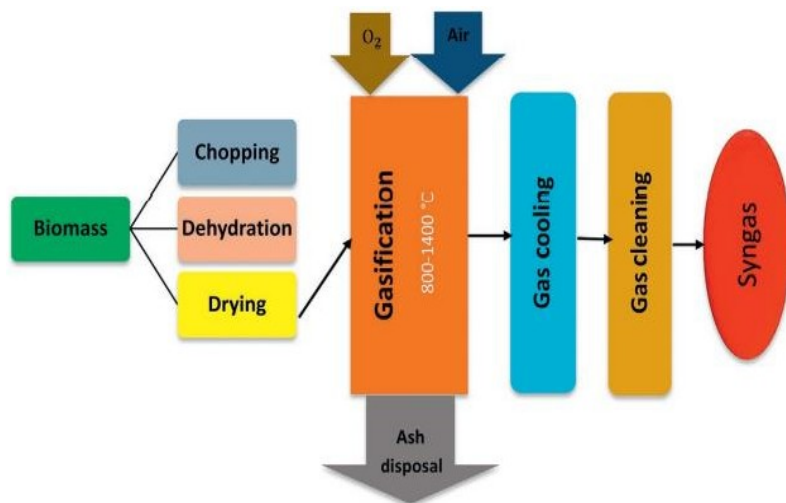 O₂
Air
Biomass
Chopping
Dehydration
Drying
Gasification
800-1400 °C
Gas cooling
Gas cleaning
Syngas
Ash
disposal